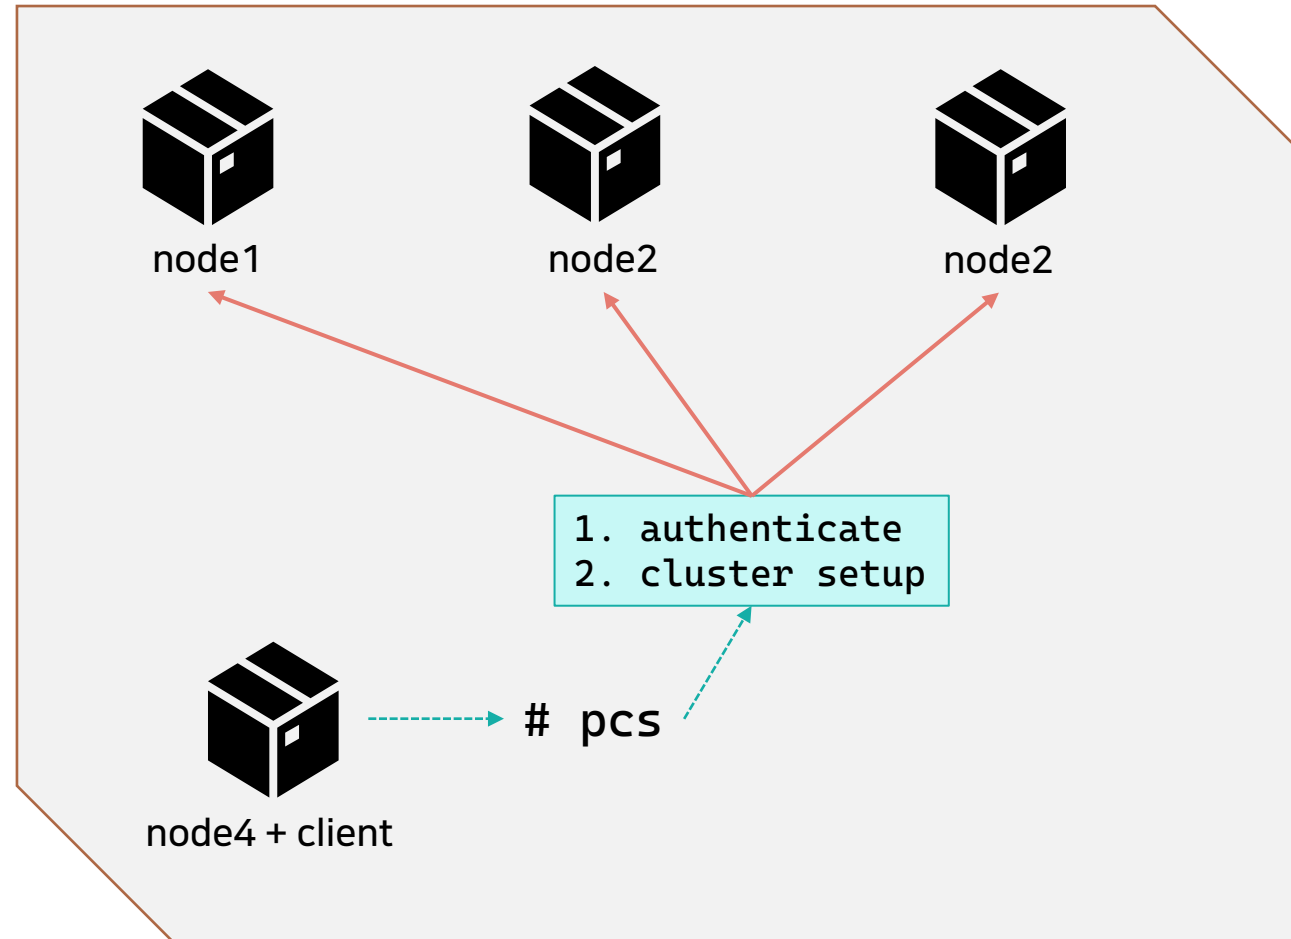 node1
node2
node2
1. authenticate
2. cluster setup
# pcs
node4 + client